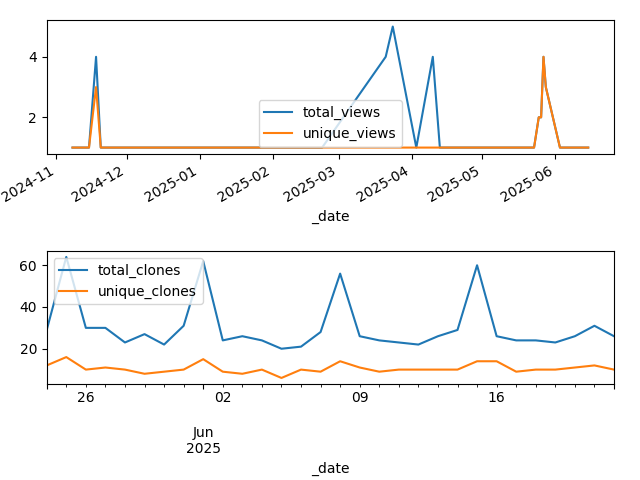 4
2
total_views
unique_views
2024-11
2024-12
2025-01
2025-02
2025-03
2025-04
2025-05
2025-06
_date
60
40
20
total_clones
unique_clones
26
02
09
16
Jun
2025
_date